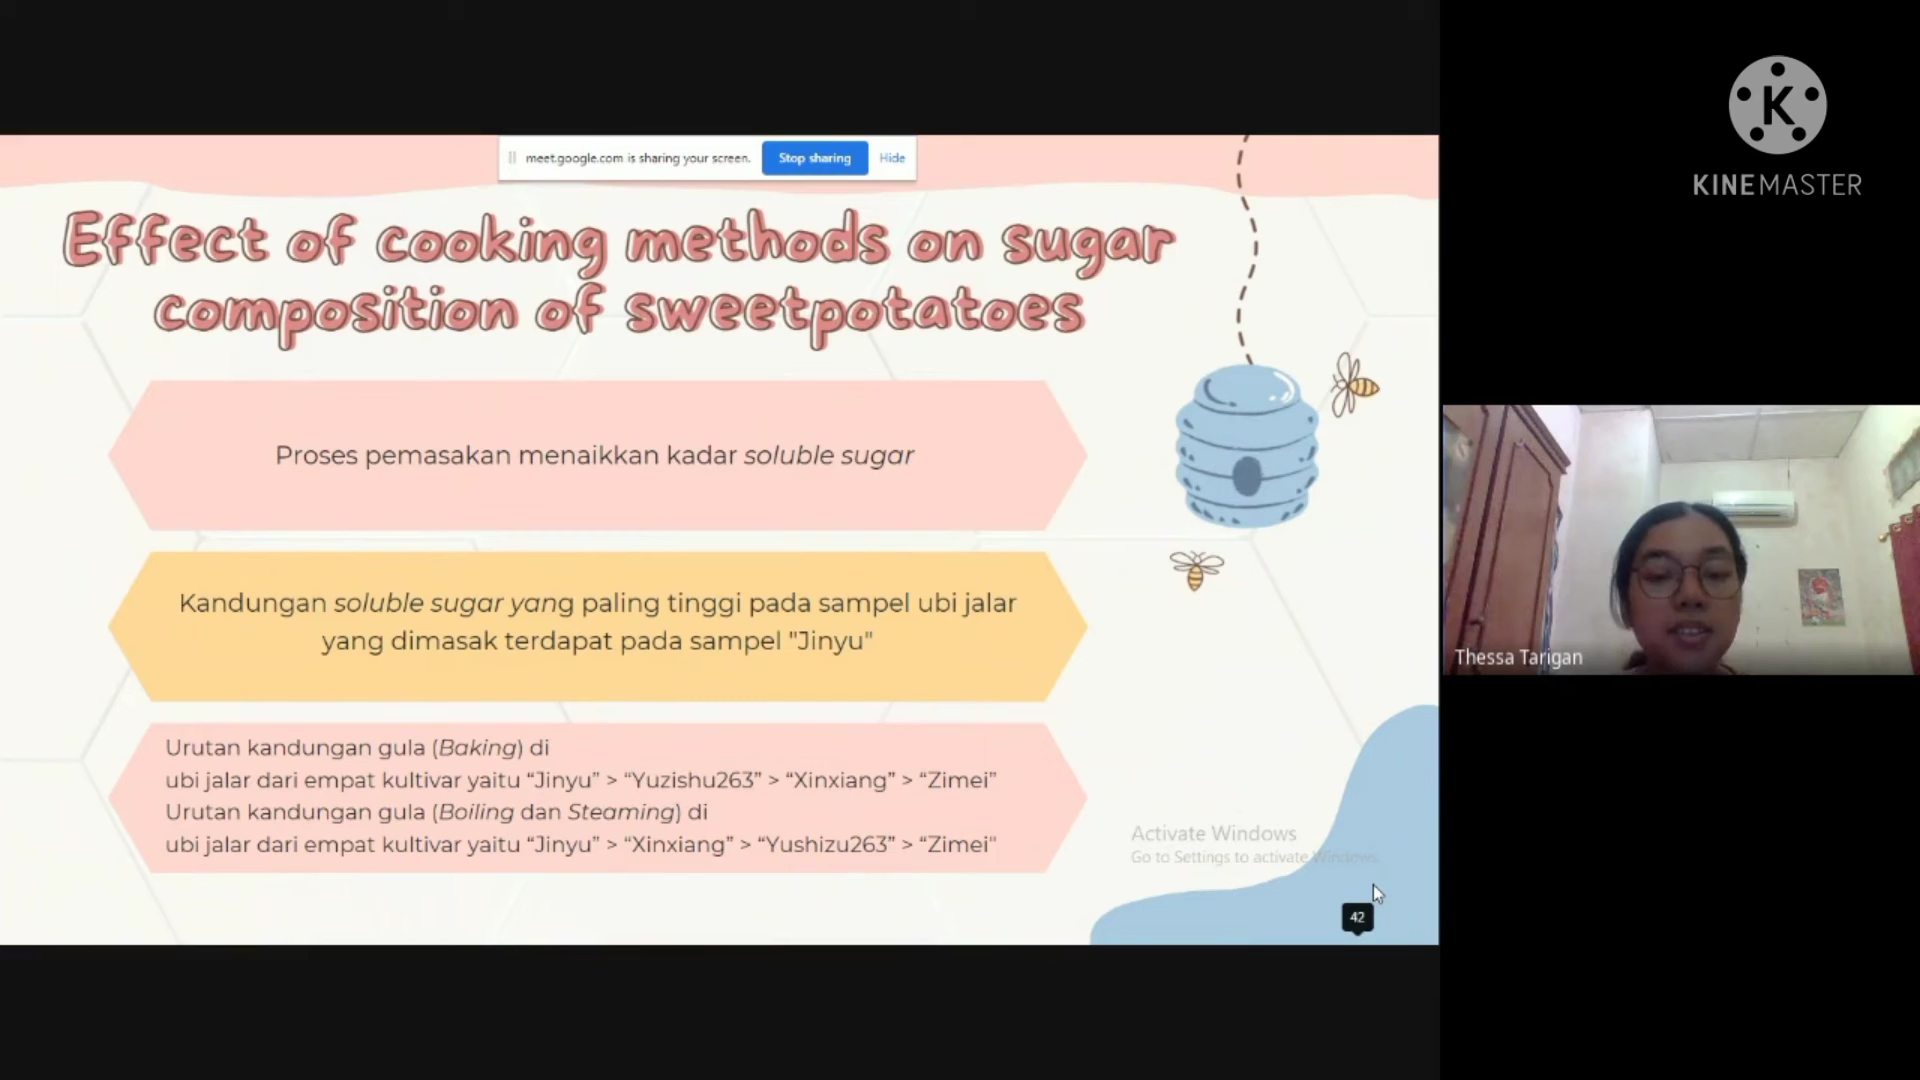 meet.google.com is sharing your screen.
Stop sharing
Hide
K
KINEMASTER
Effect of cooking methods on sugar
composition of sweetpotatoes
Proses pemasakan menaikkan kadar soluble sugar
Kandungan soluble sugar yang paling tinggi pada sampel ubi jalar
yang dimasak terdapat pada sampel "Jinyu"
Urutan kandungan gula (Baking) di
ubi jalar dari empat kultivar yaitu “Jinyu” > “Yuzishu263” > “Xinxiang” > “Zimei”
Urutan kandungan gula (Boiling dan Steaming) di
ubi jalar dari empat kultivar yaitu “Jinyu” > “Xinxiang” > “Yushizu263” > “Zimei"
Activate Windows
Go to Settings to activate Windows.
42
Thessa Tarigan